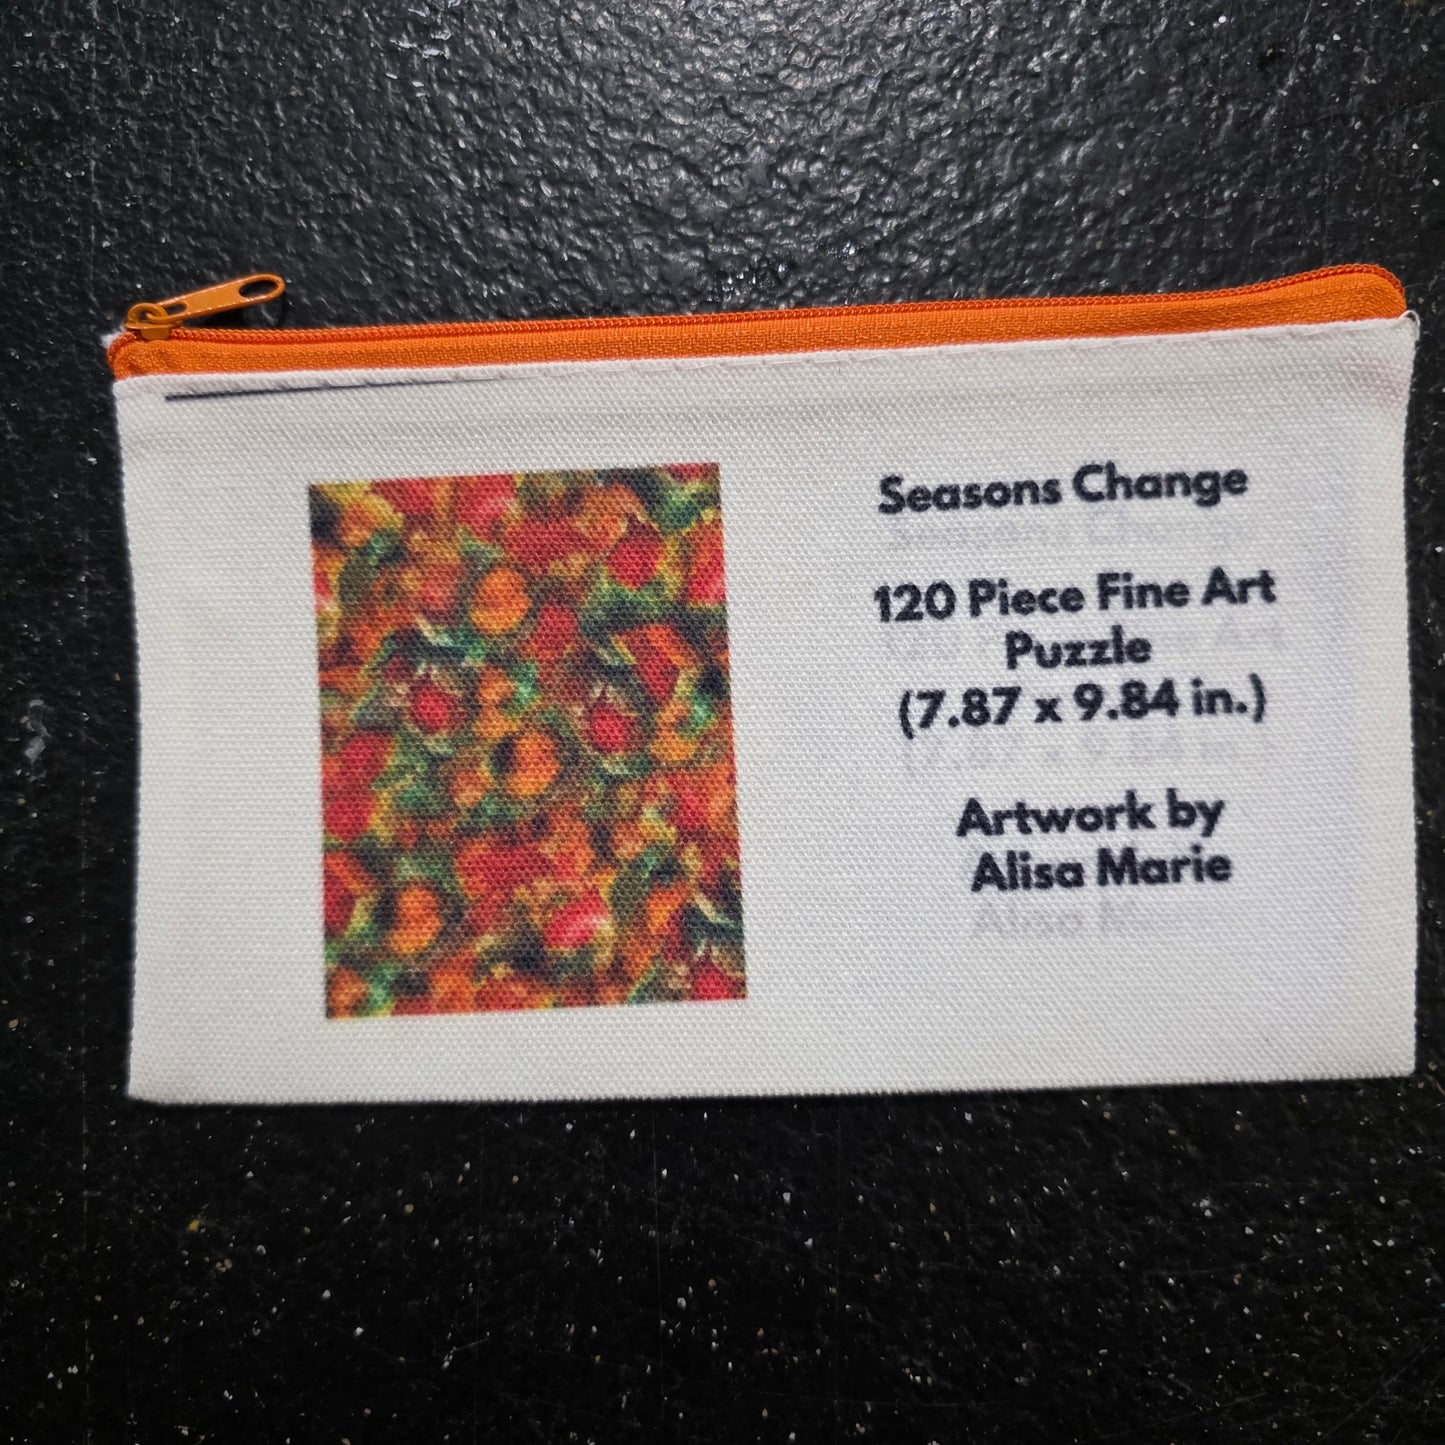 Seasons Change
120 Piece Fine Art
Puzzle
(7.87 x 9.84 in.)
Artwork by
Alisa Marie